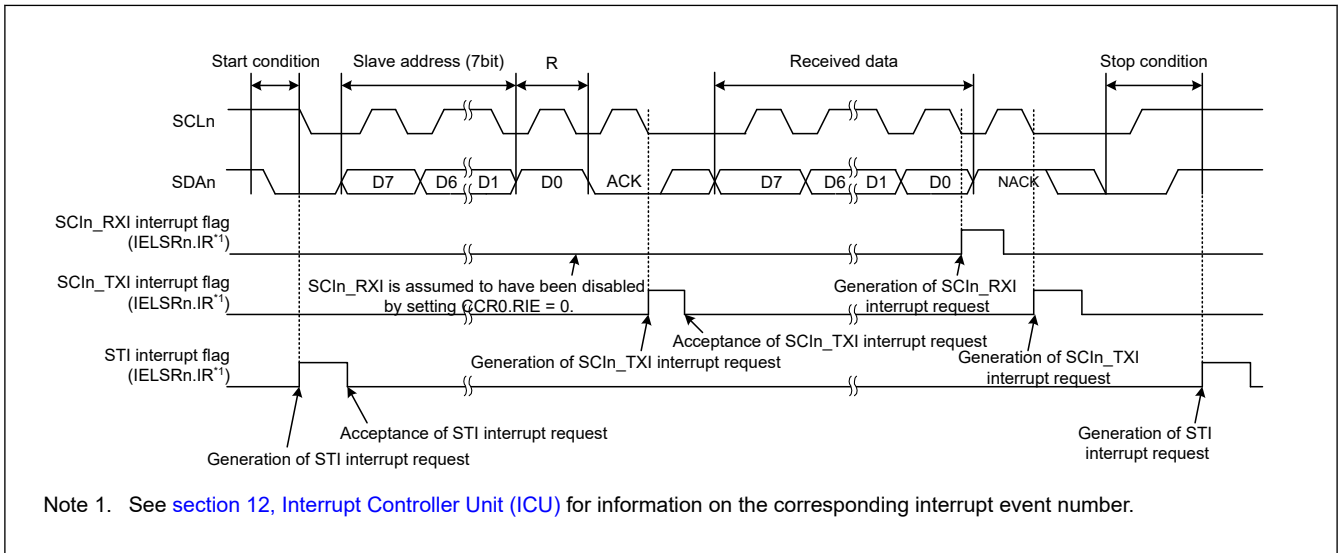 Start condition
Slave address (7bit)
R
Received data
Stop condition
SCLn
SDAn
D7
D6
D1
D0
ACK
D7
D6
D1
D0
NACK
SCIn_RXI interrupt flag
(IELSRn.IR*1)
SCIn_TXI interrupt flag
(IELSRn.IR*1)
SCIn_RXI is assumed to have been disabled
by setting CCR0.RIE = 0.
Generation of SCIn_RXI
interrupt request
Acceptance of SCIn_TXI interrupt request
Generation of SCIn_TXI interrupt request
Generation of SCIn_TXI
interrupt request
STI interrupt flag
(IELSRn.IR*1)
Acceptance of STI interrupt request
Generation of STI interrupt request
Generation of STI
interrupt request
Note 1. See section 12, Interrupt Controller Unit (ICU) for information on the corresponding interrupt event number.